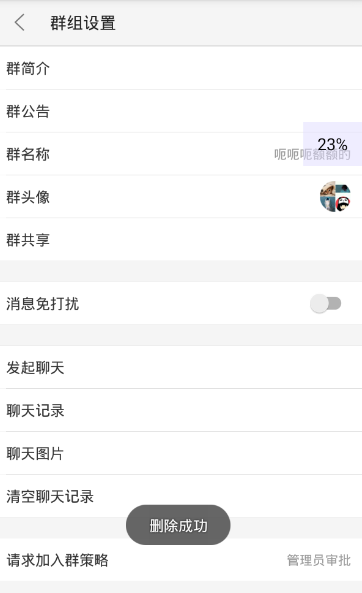 群组设置
群简介
群公告
23%
群名称
呃呃呃额额的
群头像
群共享
消息免打扰
发起聊天
聊天记录
聊天图片
清空聊天记录
删除成功
请求加入群策略
管理员审批